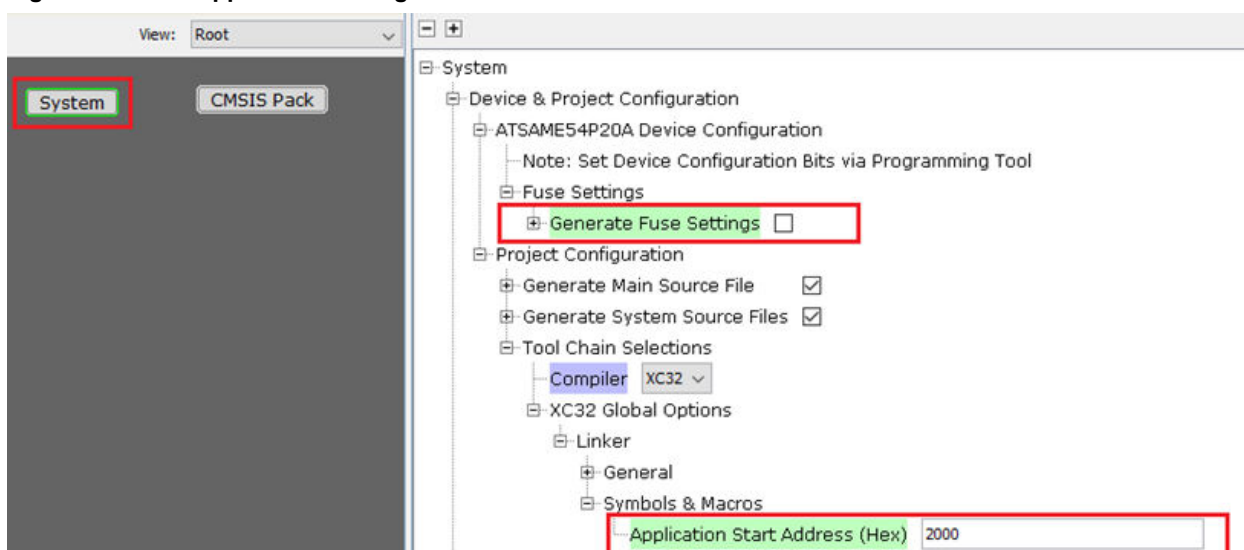 View: Root
System
CMSIS Pack
System
Device & Project Configuration
ATSAME54P20A Device Configuration
Note: Set Device Configuration Bits via Programming Tool
Fuse Settings
Generate Fuse Settings
Project Configuration
Generate Main Source File
Generate System Source Files
Tool Chain Selections
Compiler XC32
XC32 Global Options
Linker
General
Symbols & Macros
Application Start Address (Hex) 2000